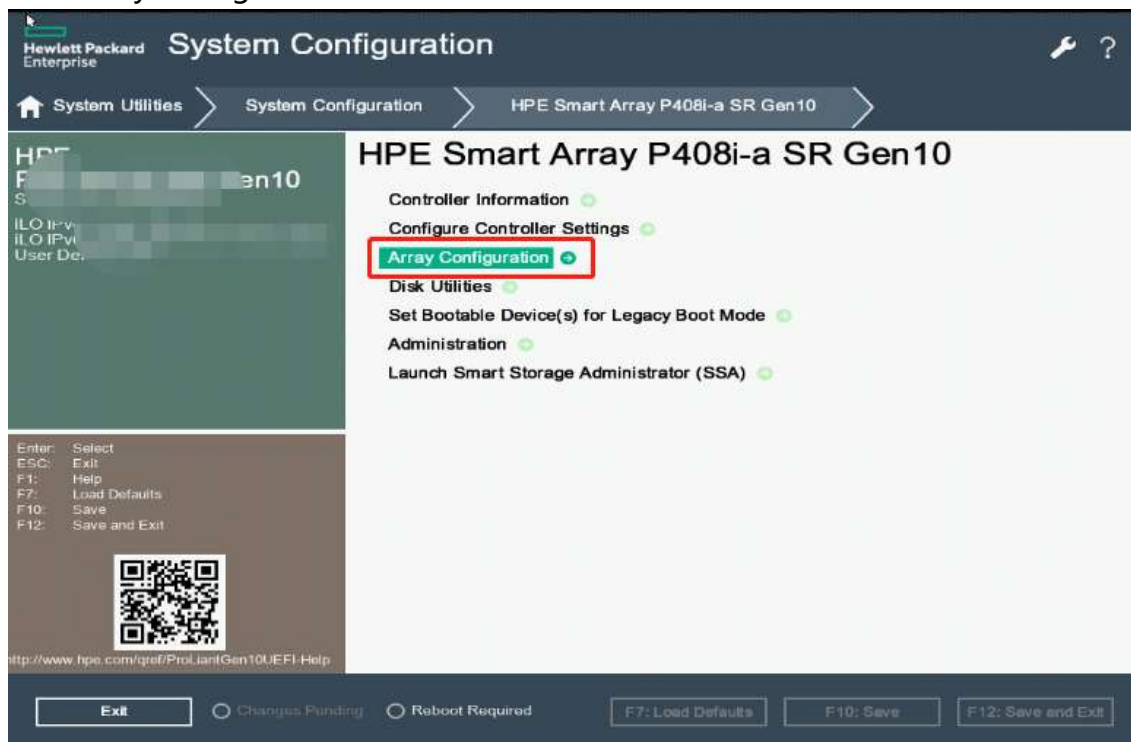 Hewlett Packard
Enterprise
System Configuration
?
System Utilities
System Configuration
HPE Smart Array P408i-a SR Gen10
HPE
en10
HPE Smart Array P408i-a SR Gen10
Controller Information
Configure Controller Settings
Array Configuration
Disk Utilities
Set Bootable Device(s) for Legacy Boot Mode
Administration
Launch Smart Storage Administrator (SSA)
iLO
iLO
User
Enter: Select
ESC: Exit
F1: Help
F7: Load Defaults
F10: Save
F12: Save and Exit
http://www.hpe.com/qref/ProLiantGen10UEFI-Help
Exit
Changes Pending
Reboot Required
F7: Load Defaults
F10: Save
F12: Save and Exit